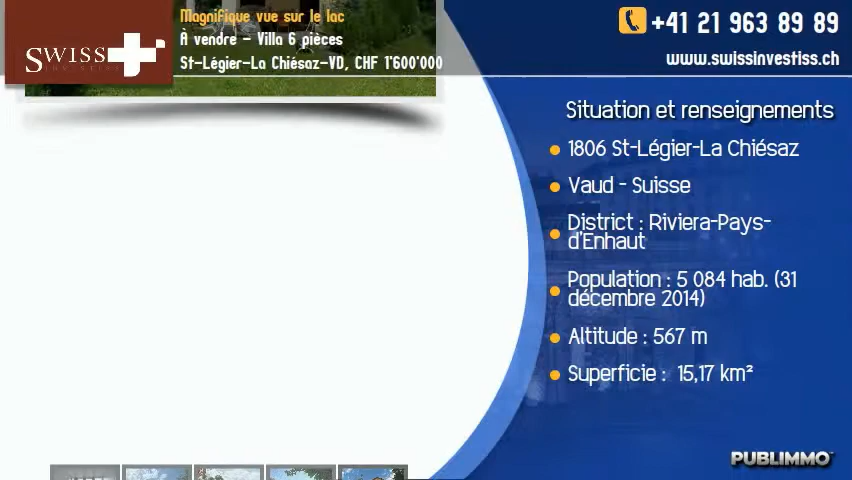 Magnifique vue sur le lac
À vendre - Villa 6 pièces
St-Légier-La Chiésaz-VD, CHF 1'600'000
SWISS
+41 21 963 89 89
www.swissinvestiss.ch
Situation et renseignements
1806 St-Légier-La Chiésaz
Vaud - Suisse
District : Riviera-Pays-
d'Enhaut
Population : 5 084 hab. (31
décembre 2014)
Altitude : 567 m
Superficie : 15,17 km²
PUBLIMMO